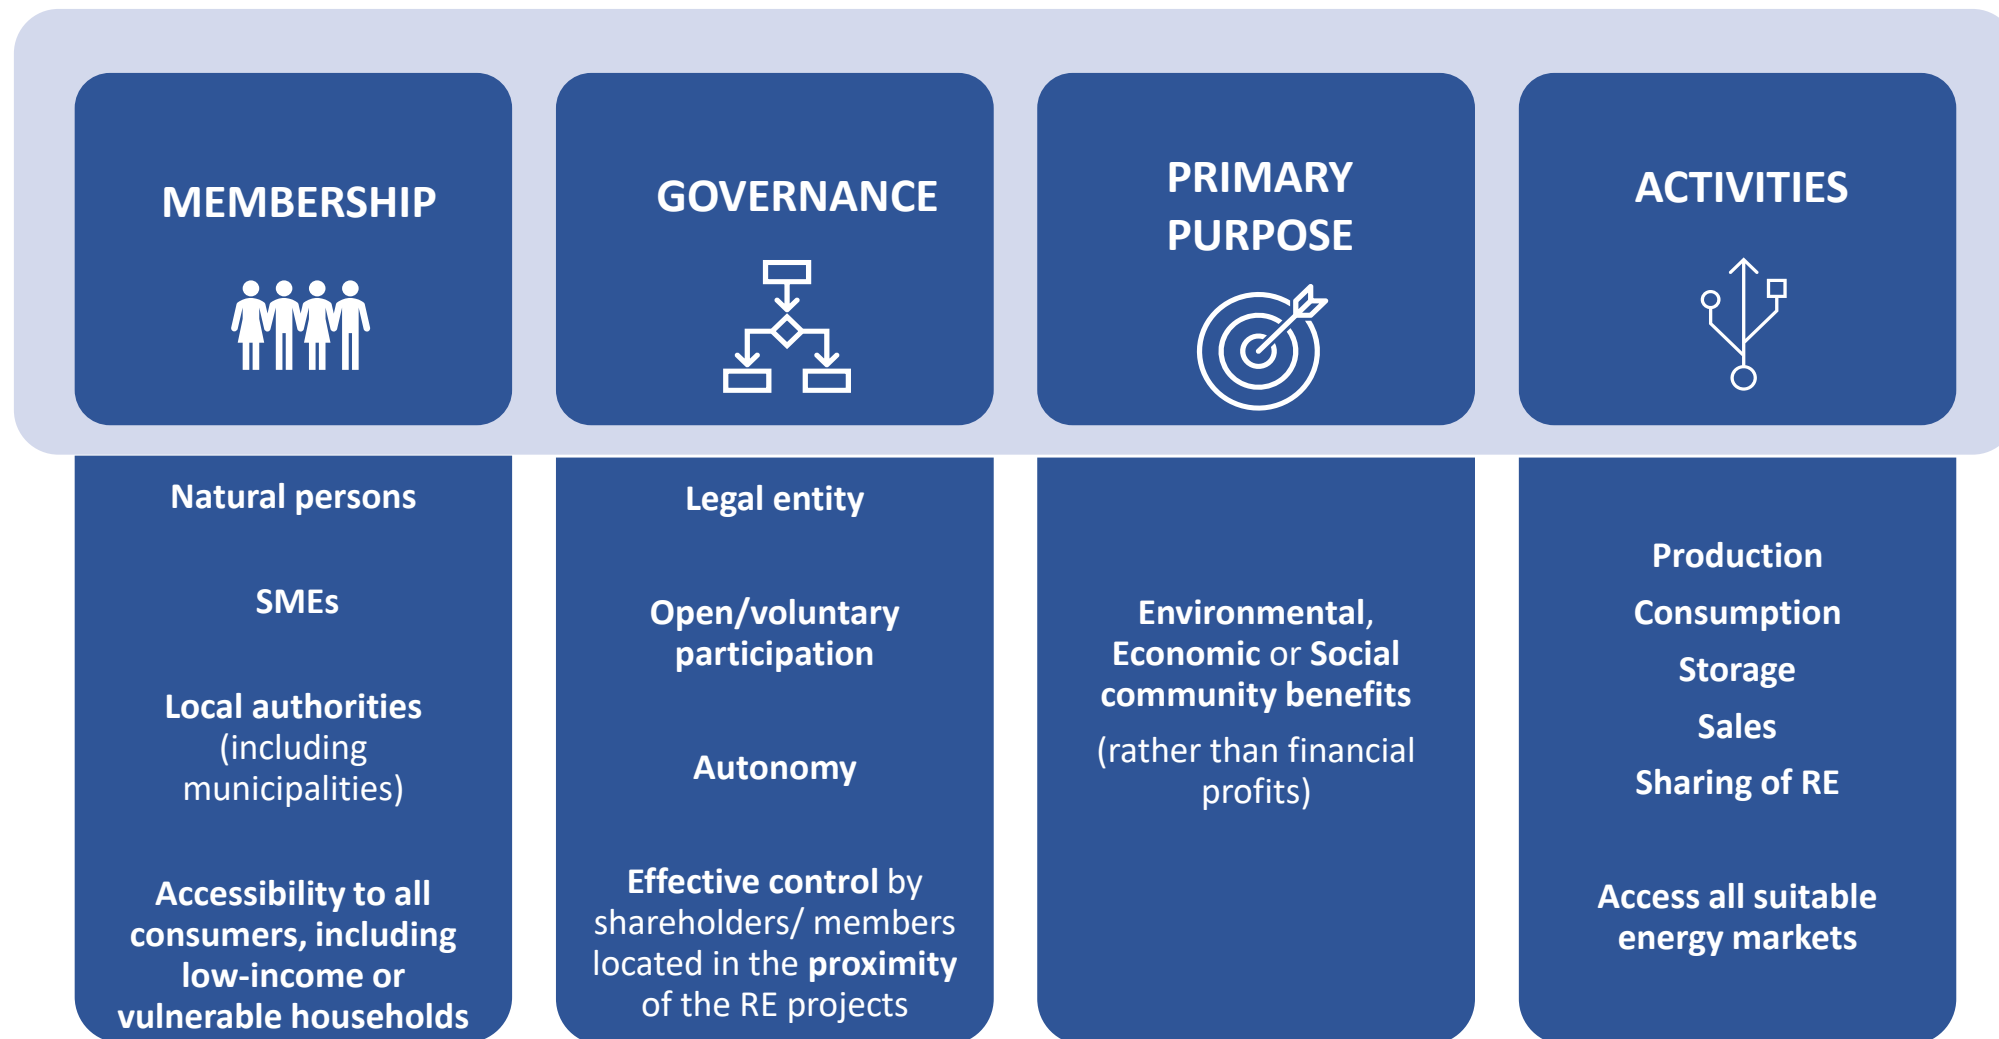 MEMBERSHIP
Natural persons
SMEs
Local authorities
(including
municipalities)
Accessibility to all
consumers, including
low-income or
vulnerable households
GOVERNANCE
Legal entity
Open/voluntary
participation
Autonomy
Effective control by
shareholders/ members
located in the proximity
of the RE projects
PRIMARY
PURPOSE
Environmental,
Economic or Social
community benefits
(rather than financial
profits)
ACTIVITIES
Production
Consumption
Storage
Sales
Sharing of RE
Access all suitable
energy markets